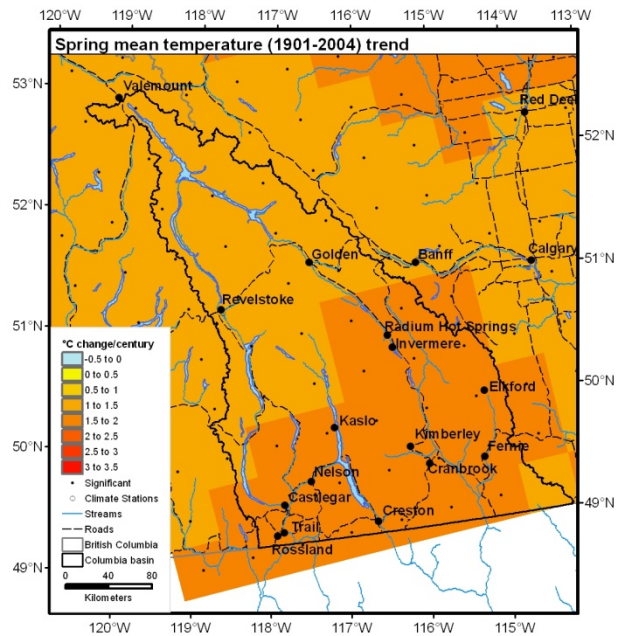 120°W 119°W 118°W 117°W 116°W 115°W 114°W 113°W
Spring mean temperature (1901-2004) trend
53°N
Valemount
Red Deer
52°N
52°N
51°N
Golden
Banff
Calgary
Revelstoke
51°N
Radium Hot Springs
Invermere
50°N
Elkford
Kaslo
Kimberley
Fernie
50°N
Cranbrook
Nelson
Castlegar
49°N
Creston
Trail
Rossland
49°N
°C change/century
-0.5 to 0
0 to 0.5
0.5 to 1
1 to 1.5
1.5 to 2
2 to 2.5
2.5 to 3
3 to 3.5
Significant
Climate Stations
Streams
Roads
British Columbia
Columbia basin
0 40 80
Kilometers
120°W 119°W 118°W 117°W 116°W 115°W 114°W